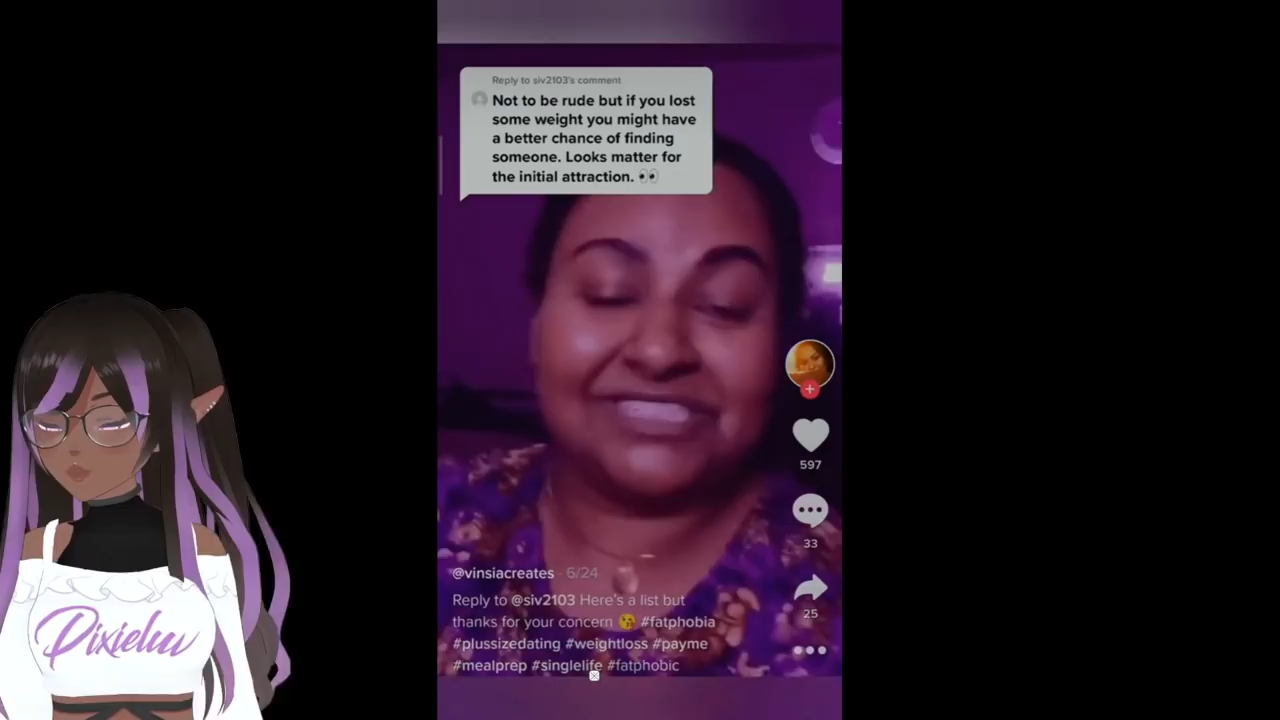 Reply to siv2103's comment
Not to be rude but if you lost
some weight you might have
a better chance of finding
someone. Looks matter for
the initial attraction. 👀
597
33
25
@vinsiacreates · 6/24
Reply to @siv2103 Here's a list but
thanks for your concern 😘 #fatphobia
#plussizedating #weightloss #payme
#mealprep #singlelife #fatphobic
Pixieluv